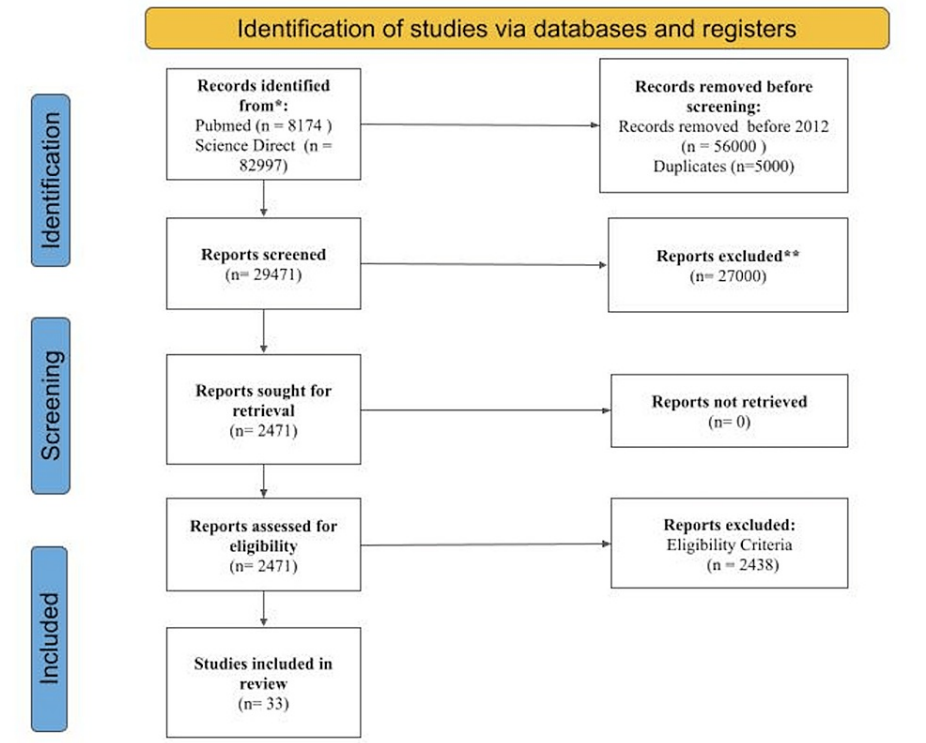 Identification of studies via databases and registers
Identification
Records identified
from*:
Pubmed (n = 8174 )
Science Direct (n =
82997)
Records removed before
screening:
Records removed before 2012
(n = 56000 )
Duplicates (n=5000)
Reports screened
(n= 29471)
Reports excluded**
(n= 27000)
Screening
Reports sought for
retrieval
(n= 2471)
Reports not retrieved
(n= 0)
Reports assessed for
eligibility
(n= 2471)
Reports excluded:
Eligibility Criteria
(n = 2438)
Included
Studies included in
review
(n= 33)